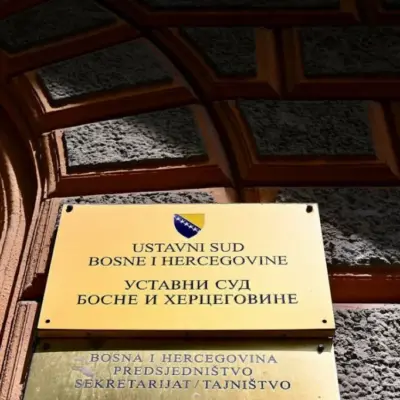 USTAVNI SUD
BOSNE I HERCEGOVINE
УСТАВНИ СУД
БОСНЕ И ХЕРЦЕГОВИНЕ
BOSNA I HERCEGOVINA
PREDSJEDNIŠTVO
SEKRETARIJAT/TAJNIŠTVO